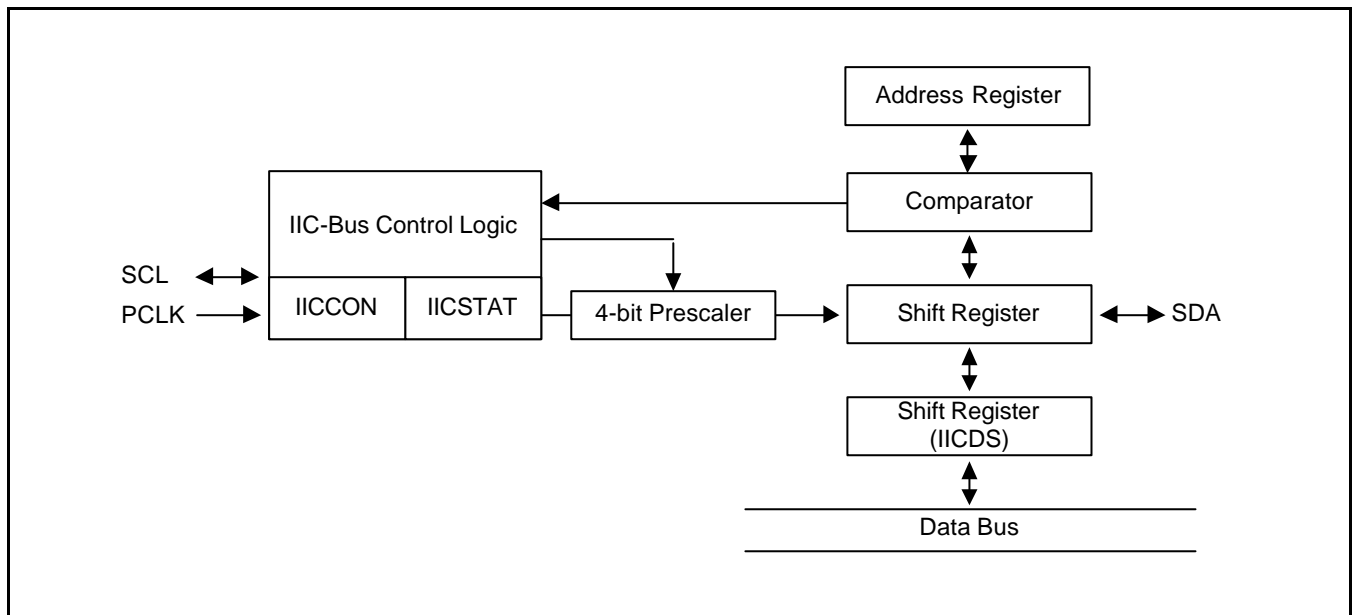 Address Register
Comparator
IIC-Bus Control Logic
SCL
PCLK
IICCON
IICSTAT
4-bit Prescaler
Shift Register
SDA
Shift Register
(IICDS)
Data Bus